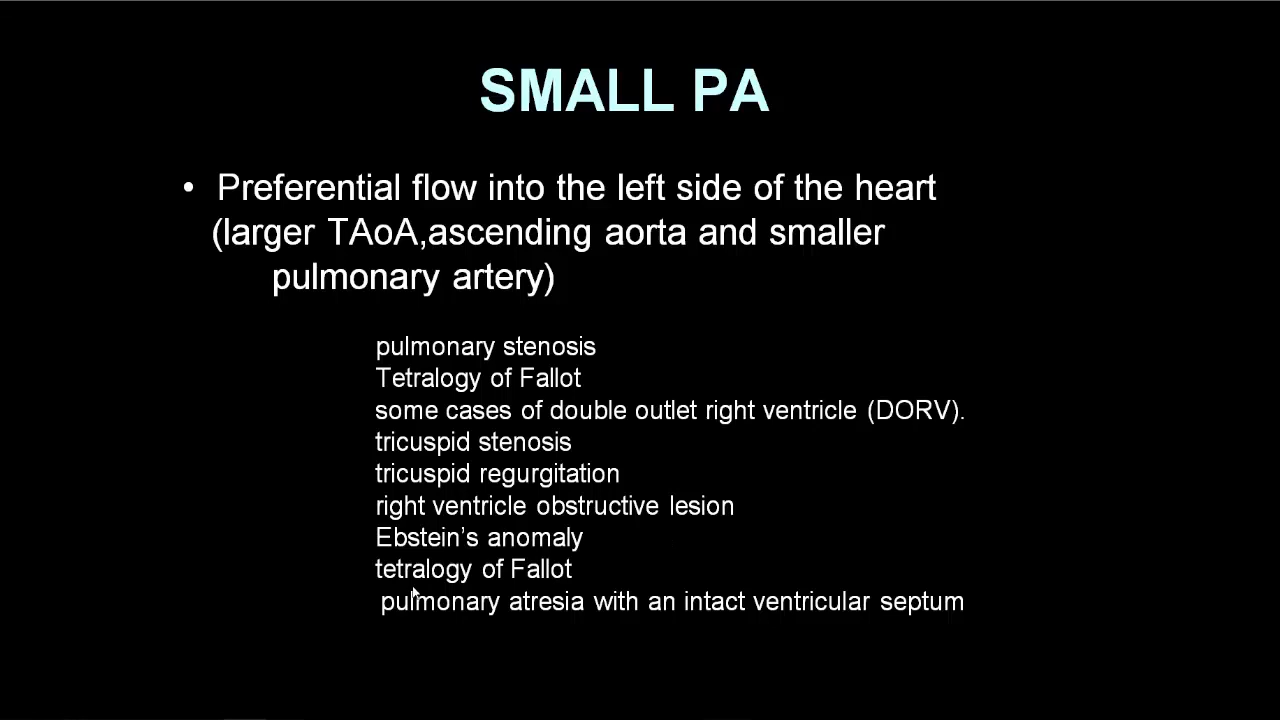 SMALL PA
• Preferential flow into the left side of the heart
(larger TAoA,ascending aorta and smaller
pulmonary artery)
pulmonary stenosis
Tetralogy of Fallot
some cases of double outlet right ventricle (DORV).
tricuspid stenosis
tricuspid regurgitation
right ventricle obstructive lesion
Ebstein’s anomaly
tetralogy of Fallot
pulmonary atresia with an intact ventricular septum